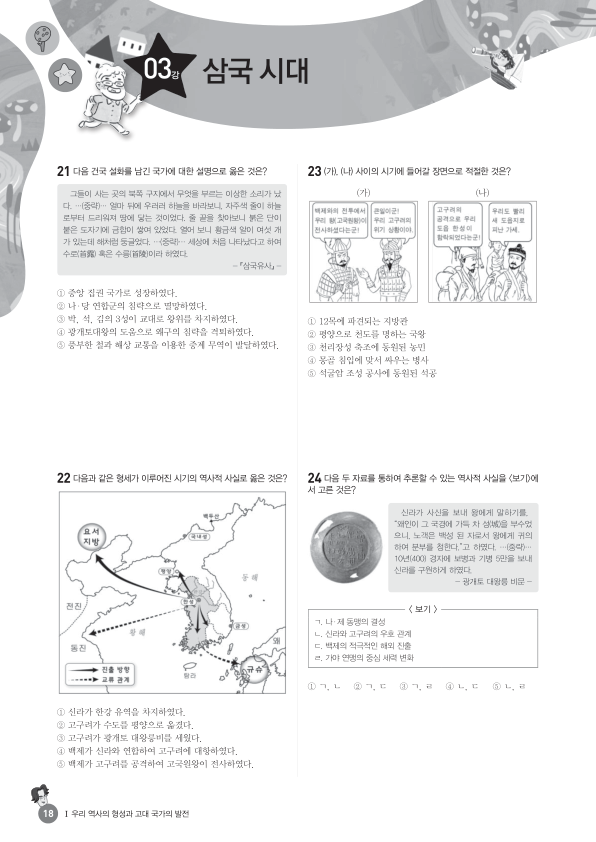 03강 삼국 시대
21 다음 건국 설화를 남긴 국가에 대한 설명으로 옳은 것은?
그들이 사는 곳의 북쪽 구지에서 무엇을 부르는 이상한 소리가 났
다. …(중략)… 얼마 뒤에 우러러 하늘을 바라보니, 자주색 줄이 하늘
로부터 드리워져 땅에 닿는 것이었다. 줄 끝을 찾아보니 붉은 단이
붙은 도자기에 금합이 쌓여 있었다. 열어 보니 황금색 알이 여섯 개
가 있는데 해처럼 둥글었다. …(중략)… 세상에 처음 나타났다고 하여
수로(首露) 혹은 수릉(首陵)이라 하였다.
– 『삼국유사』 –
① 중앙 집권 국가로 성장하였다.
② 나·당 연합군의 침략으로 멸망하였다.
③ 박, 석, 김의 3성이 교대로 왕위를 차지하였다.
④ 광개토대왕의 도움으로 왜구의 침략을 격퇴하였다.
⑤ 풍부한 철과 해상 교통을 이용한 중계 무역이 발달하였다.
22 다음과 같은 형세가 이루어진 시기의 역사적 사실로 옳은 것은?
백두산
요서
지방
국내성
평양
동해
한성
전진
황해
금성
동진
왜
탐라
규슈
진출 방향
교류 관계
① 신라가 한강 유역을 차지하였다.
② 고구려가 수도를 평양으로 옮겼다.
③ 고구려가 광개토 대왕릉비를 세웠다.
④ 백제가 신라와 연합하여 고구려에 대항하였다.
⑤ 백제가 고구려를 공격하여 고국원왕이 전사하였다.
23 (가), (나) 사이의 시기에 들어갈 장면으로 적절한 것은?
(가)
백제와의 전투에서
우리 왕(고국원왕)이
전사하셨다는군!
큰일이군!
우리 고구려의
위기 상황이야.
(나)
고구려의
공격으로 우리
도읍 한성이
함락되었다는군!
우리도 빨리
새 도읍지로
피난 가세.
① 12목에 파견되는 지방관
② 평양으로 천도를 명하는 국왕
③ 천리장성 축조에 동원된 농민
④ 몽골 침입에 맞서 싸우는 병사
⑤ 석굴암 조성 공사에 동원된 석공
24 다음 두 자료를 통하여 추론할 수 있는 역사적 사실을 〈보기〉에
서 고른 것은?
신라가 사신을 보내 왕에게 말하기를,
“왜인이 그 국경에 가득 차 성(城)을 부수었
으니, 노객은 백성 된 자로서 왕에게 귀의
하여 분부를 청한다.”고 하였다. …(중략)…
10년(400) 경자에 보병과 기병 5만을 보내
신라를 구원하게 하였다.
– 광개토 대왕릉 비문 –
〈 보기 〉
ㄱ. 나·제 동맹의 결성
ㄴ. 신라와 고구려의 우호 관계
ㄷ. 백제의 적극적인 해외 진출
ㄹ. 가야 연맹의 중심 세력 변화
① ㄱ, ㄴ ② ㄱ, ㄷ ③ ㄱ, ㄹ ④ ㄴ, ㄷ ⑤ ㄴ, ㄹ
18 Ⅰ 우리 역사의 형성과 고대 국가의 발전